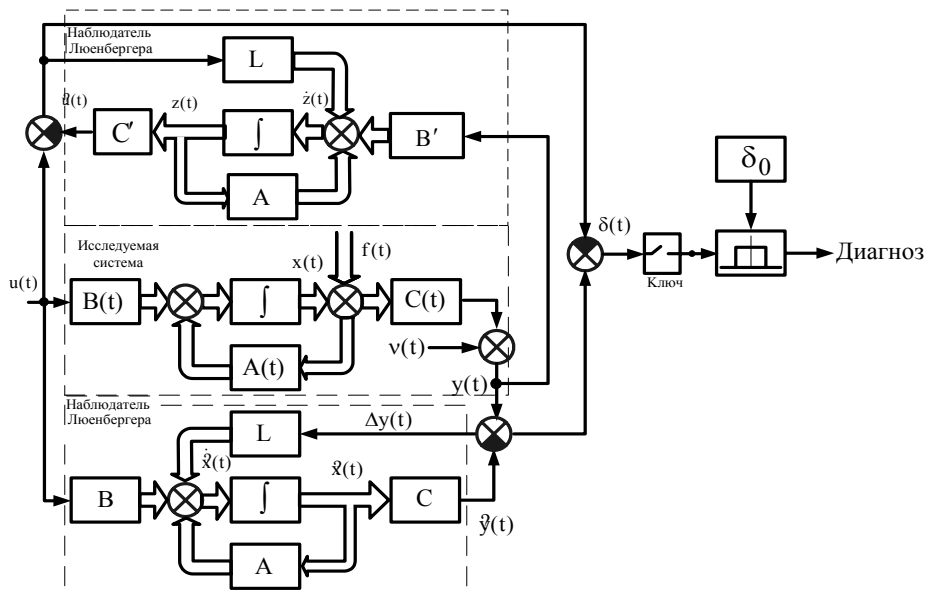 Наблюдатель
Люенбергера
L
û(t)
z(t)
ż(t)
C′
∫
B′
A
δ₀
δ(t)
Ключ
Диагноз
Исследуемая
система
x(t)
f(t)
u(t)
B(t)
∫
C(t)
A(t)
ν(t)
y(t)
Наблюдатель
Люенбергера
L
Δy(t)
B
∫
C
A